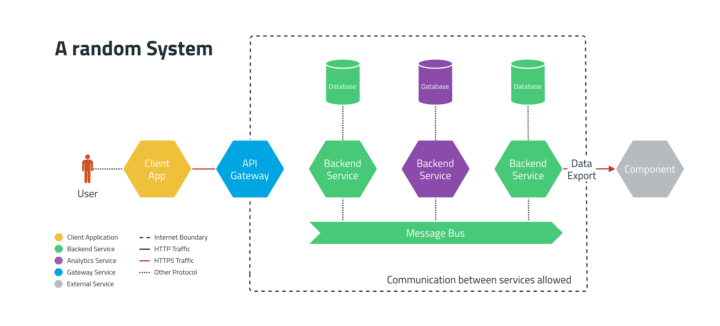 A random System
Database
Database
Database
Client
App
API
Gateway
Backend
Service
Backend
Service
Backend
Service
Data
Export
Component
User
Message Bus
Client Application
Backend Service
Analytics Service
Gateway Service
External Service
Internet Boundary
HTTP Traffic
HTTPS Traffic
Other Protocol
Communication between services allowed